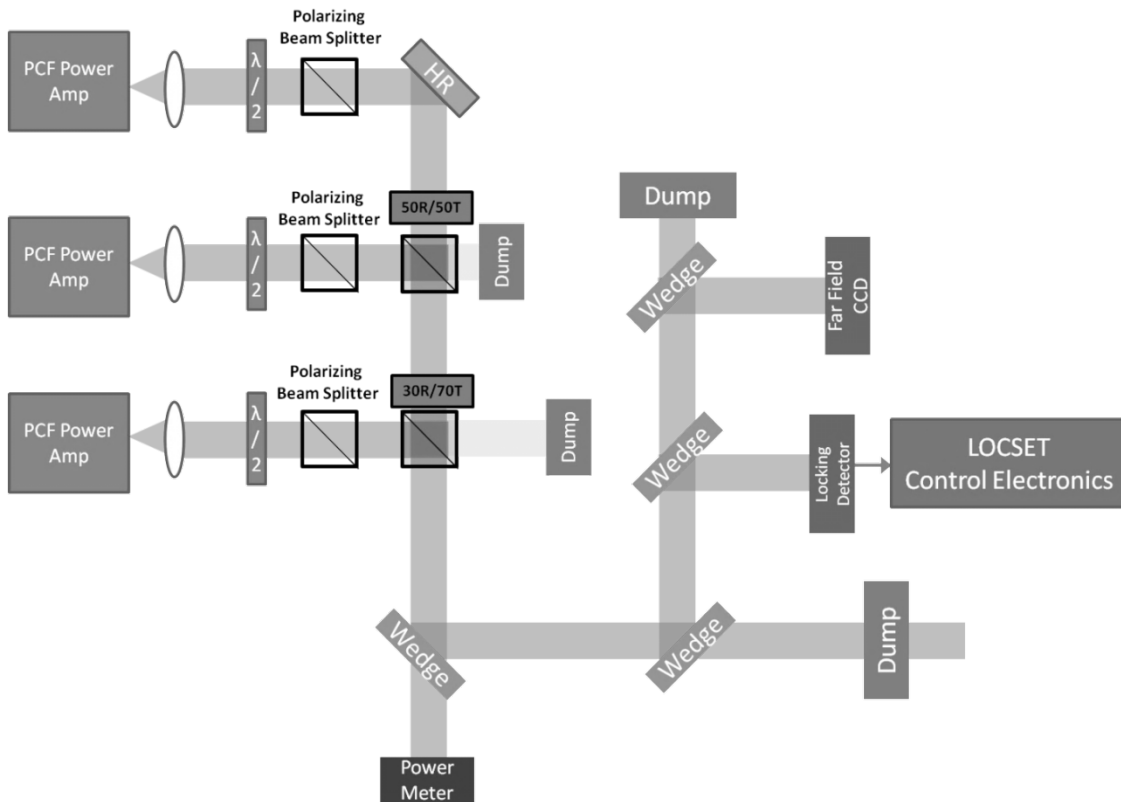 Polarizing
Beam Splitter
PCF Power
Amp
λ
/
2
HR
Polarizing
Beam Splitter
50R/50T
PCF Power
Amp
λ
/
2
Dump
Dump
Wedge
Far Field
CCD
Polarizing
Beam Splitter
30R/70T
PCF Power
Amp
λ
/
2
Dump
Wedge
Locking
Detector
LOCSET
Control Electronics
Wedge
Wedge
Dump
Power
Meter